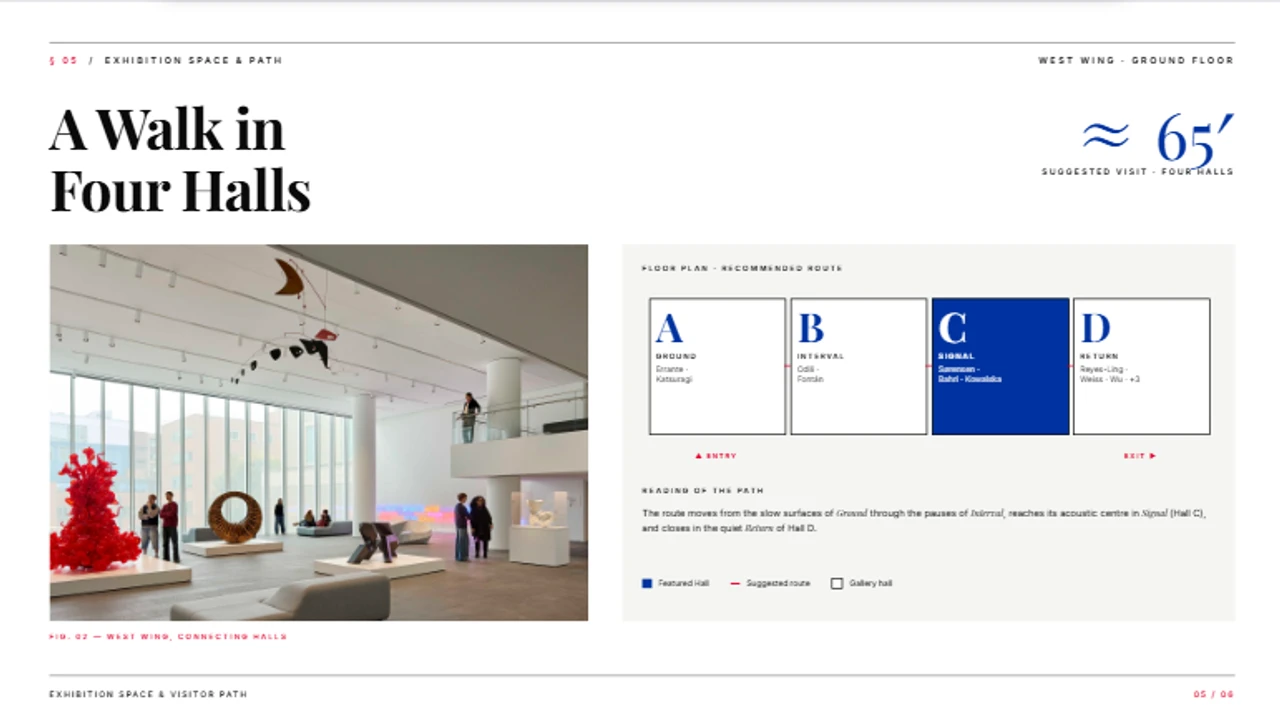 § 05 / EXHIBITION SPACE & PATH
WEST WING · GROUND FLOOR
A Walk in
Four Halls
≈ 65′
SUGGESTED VISIT · FOUR HALLS
FLOOR PLAN · RECOMMENDED ROUTE
A
GROUND
Errante ·
Katsuragi
B
INTERVAL
Odili ·
Fontán
C
SIGNAL
Sørensen ·
Bahri · Kowalska
D
RETURN
Reyes-Ling ·
Weiss · Wu · +3
▲ ENTRY
EXIT ▶
READING OF THE PATH
The route moves from the slow surfaces of Ground through the pauses of Interval, reaches its acoustic centre in Signal (Hall C),
and closes in the quiet Return of Hall D.
Featured Hall
Suggested route
Gallery hall
FIG. 02 — WEST WING, CONNECTING HALLS
EXHIBITION SPACE & VISITOR PATH
05 / 06